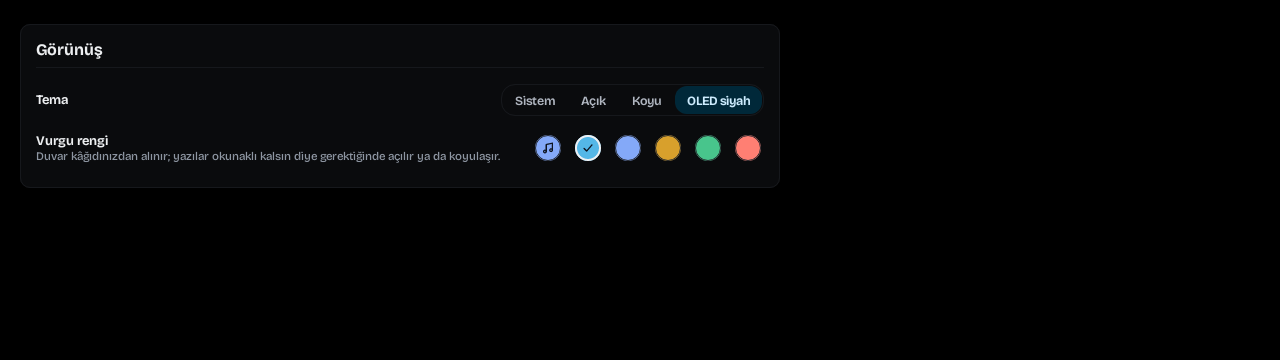 Görünüş
Tema
Sistem Açık Koyu OLED siyah
Vurgu rengi
Duvar kâğıdınızdan alınır; yazılar okunaklı kalsın diye gerektiğinde açılır ya da koyulaşır.